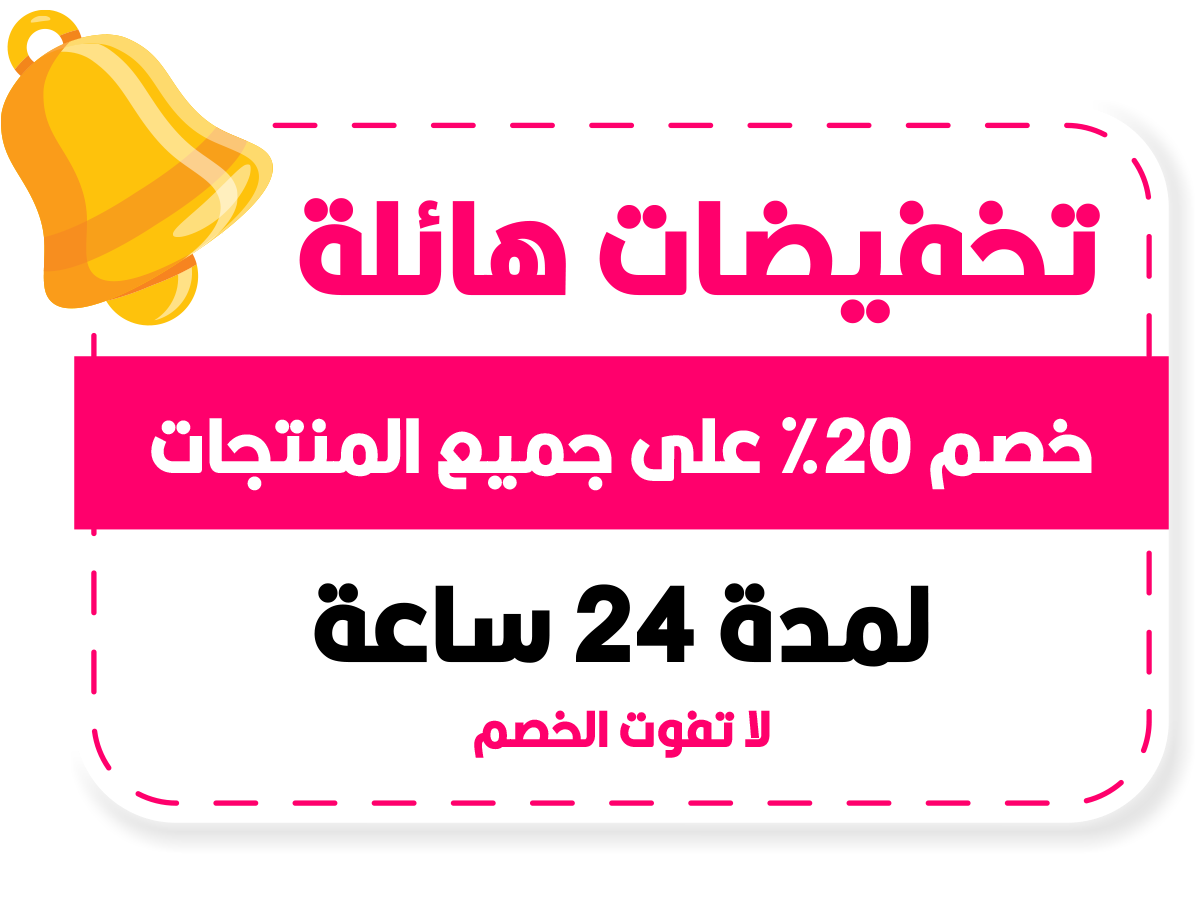 تخفيضات هائلة
خصم 20٪ على جميع المنتجات
لمدة 24 ساعة
لا تفوت الخصم